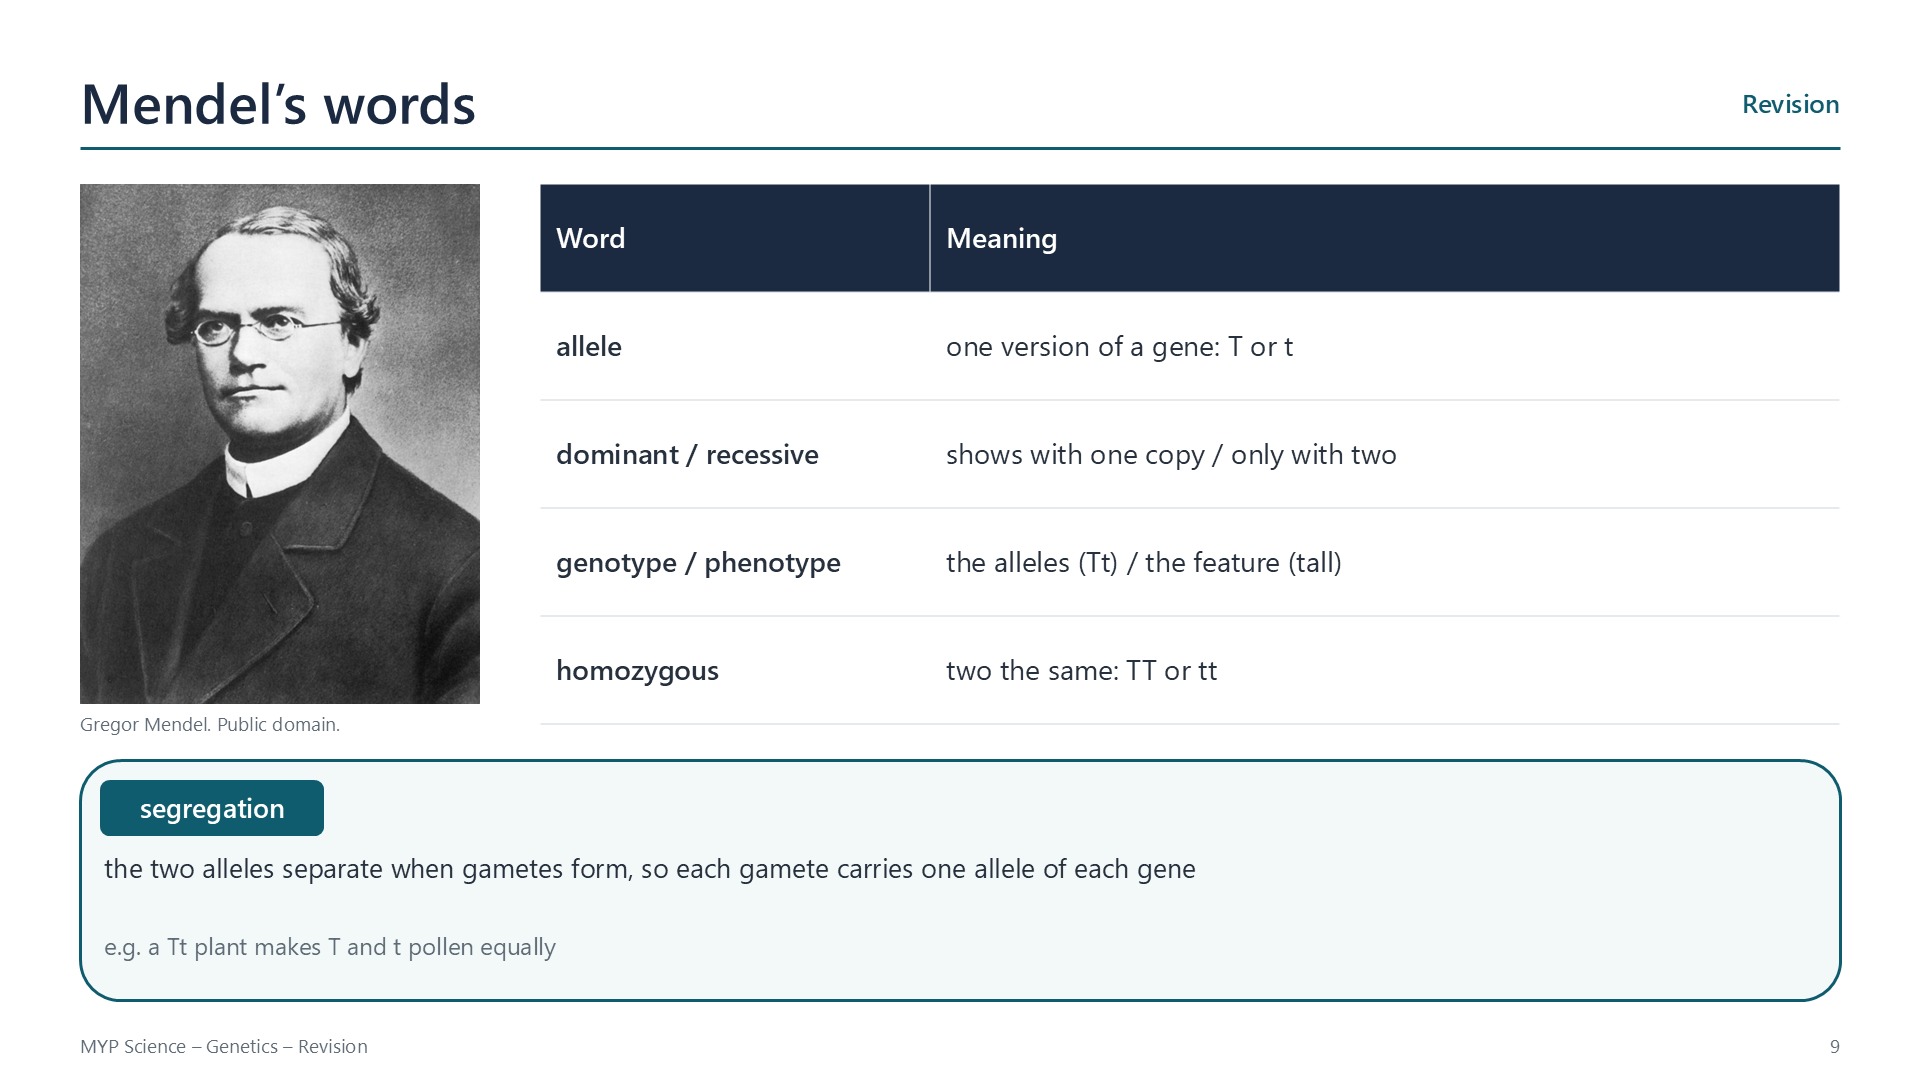 Mendel’s words
Revision
Word
Meaning
allele
one version of a gene: T or t
dominant / recessive
shows with one copy / only with two
genotype / phenotype
the alleles (Tt) / the feature (tall)
homozygous
two the same: TT or tt
Gregor Mendel. Public domain.
segregation
the two alleles separate when gametes form, so each gamete carries one allele of each gene
e.g. a Tt plant makes T and t pollen equally
MYP Science – Genetics – Revision
9